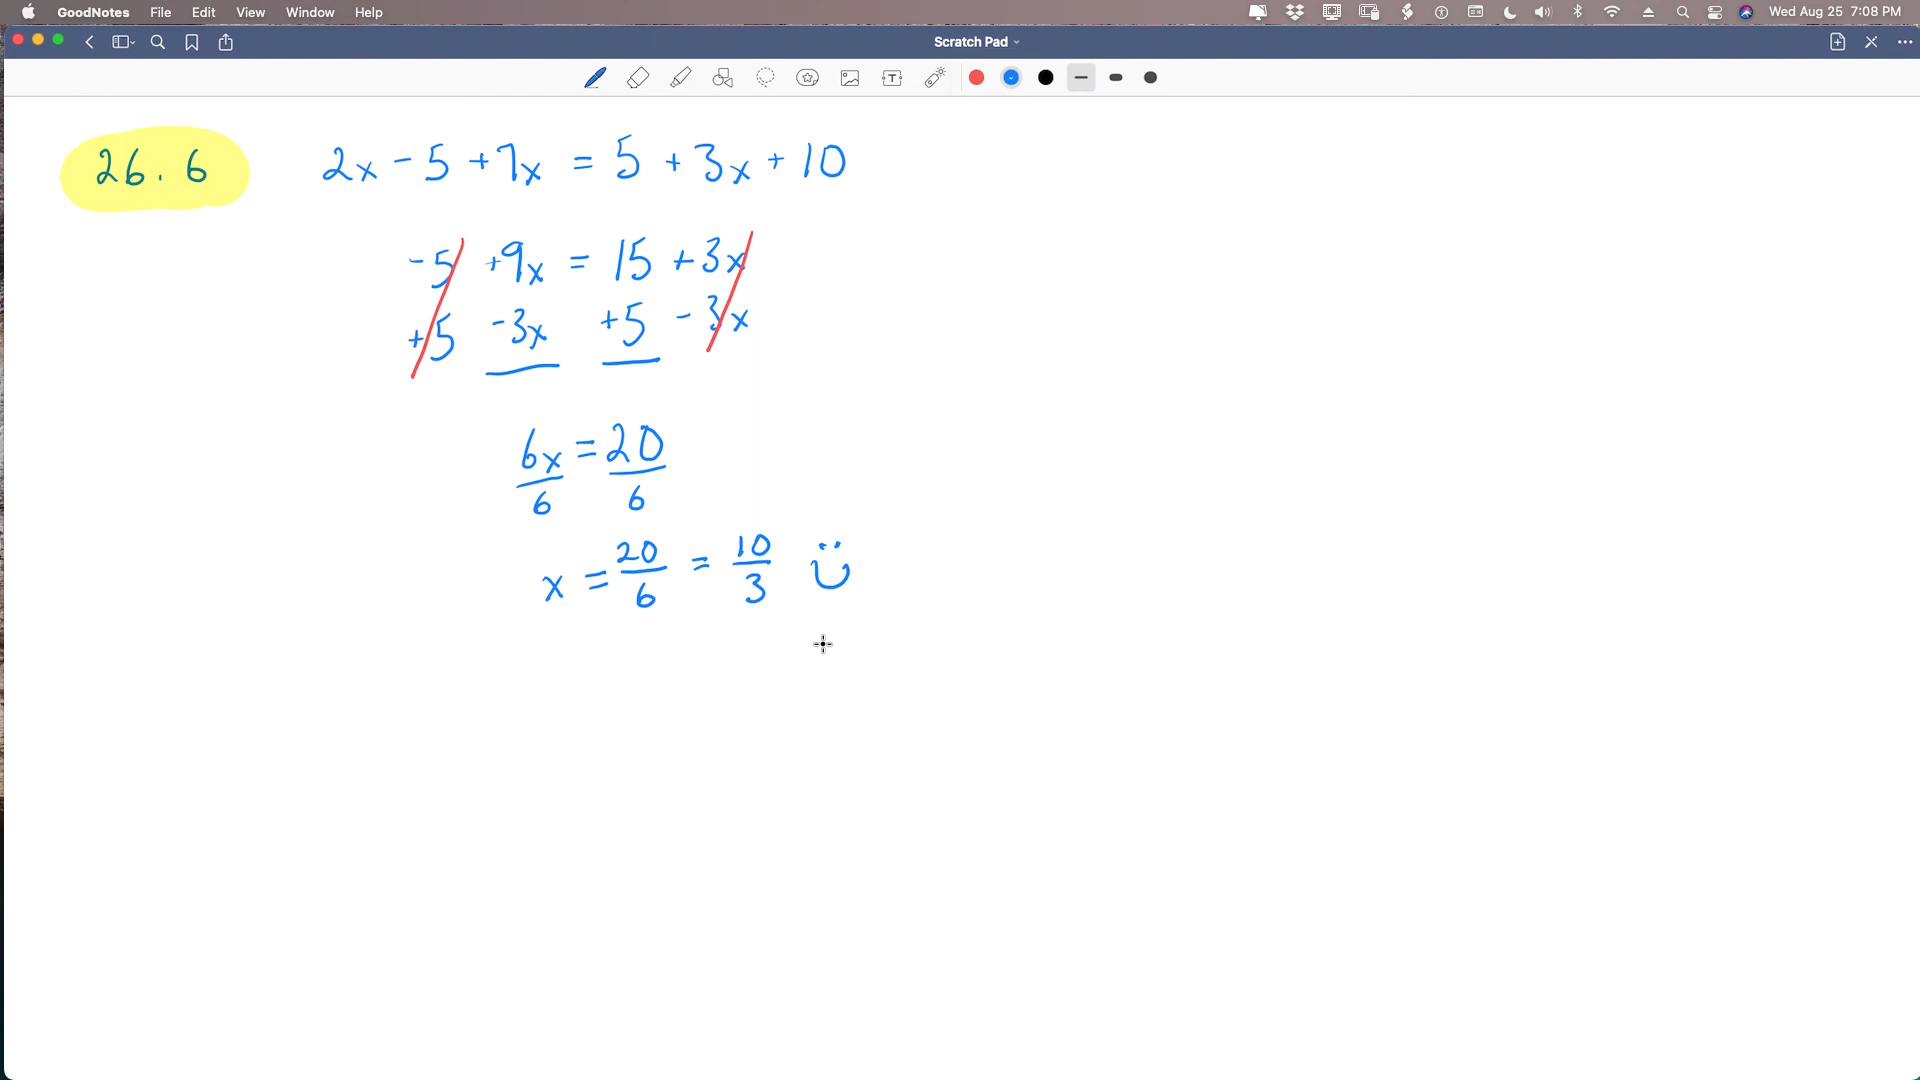 GoodNotes File Edit View Window Help Wed Aug 25 7:08 PM
Scratch Pad
T
26. 6 2x - 5 + 7x = 5 + 3x + 10
-5 +9x = 15 + 3x
+5 -3x +5 - 3x
6x = 20
6 6
x = 20/6 = 10/3